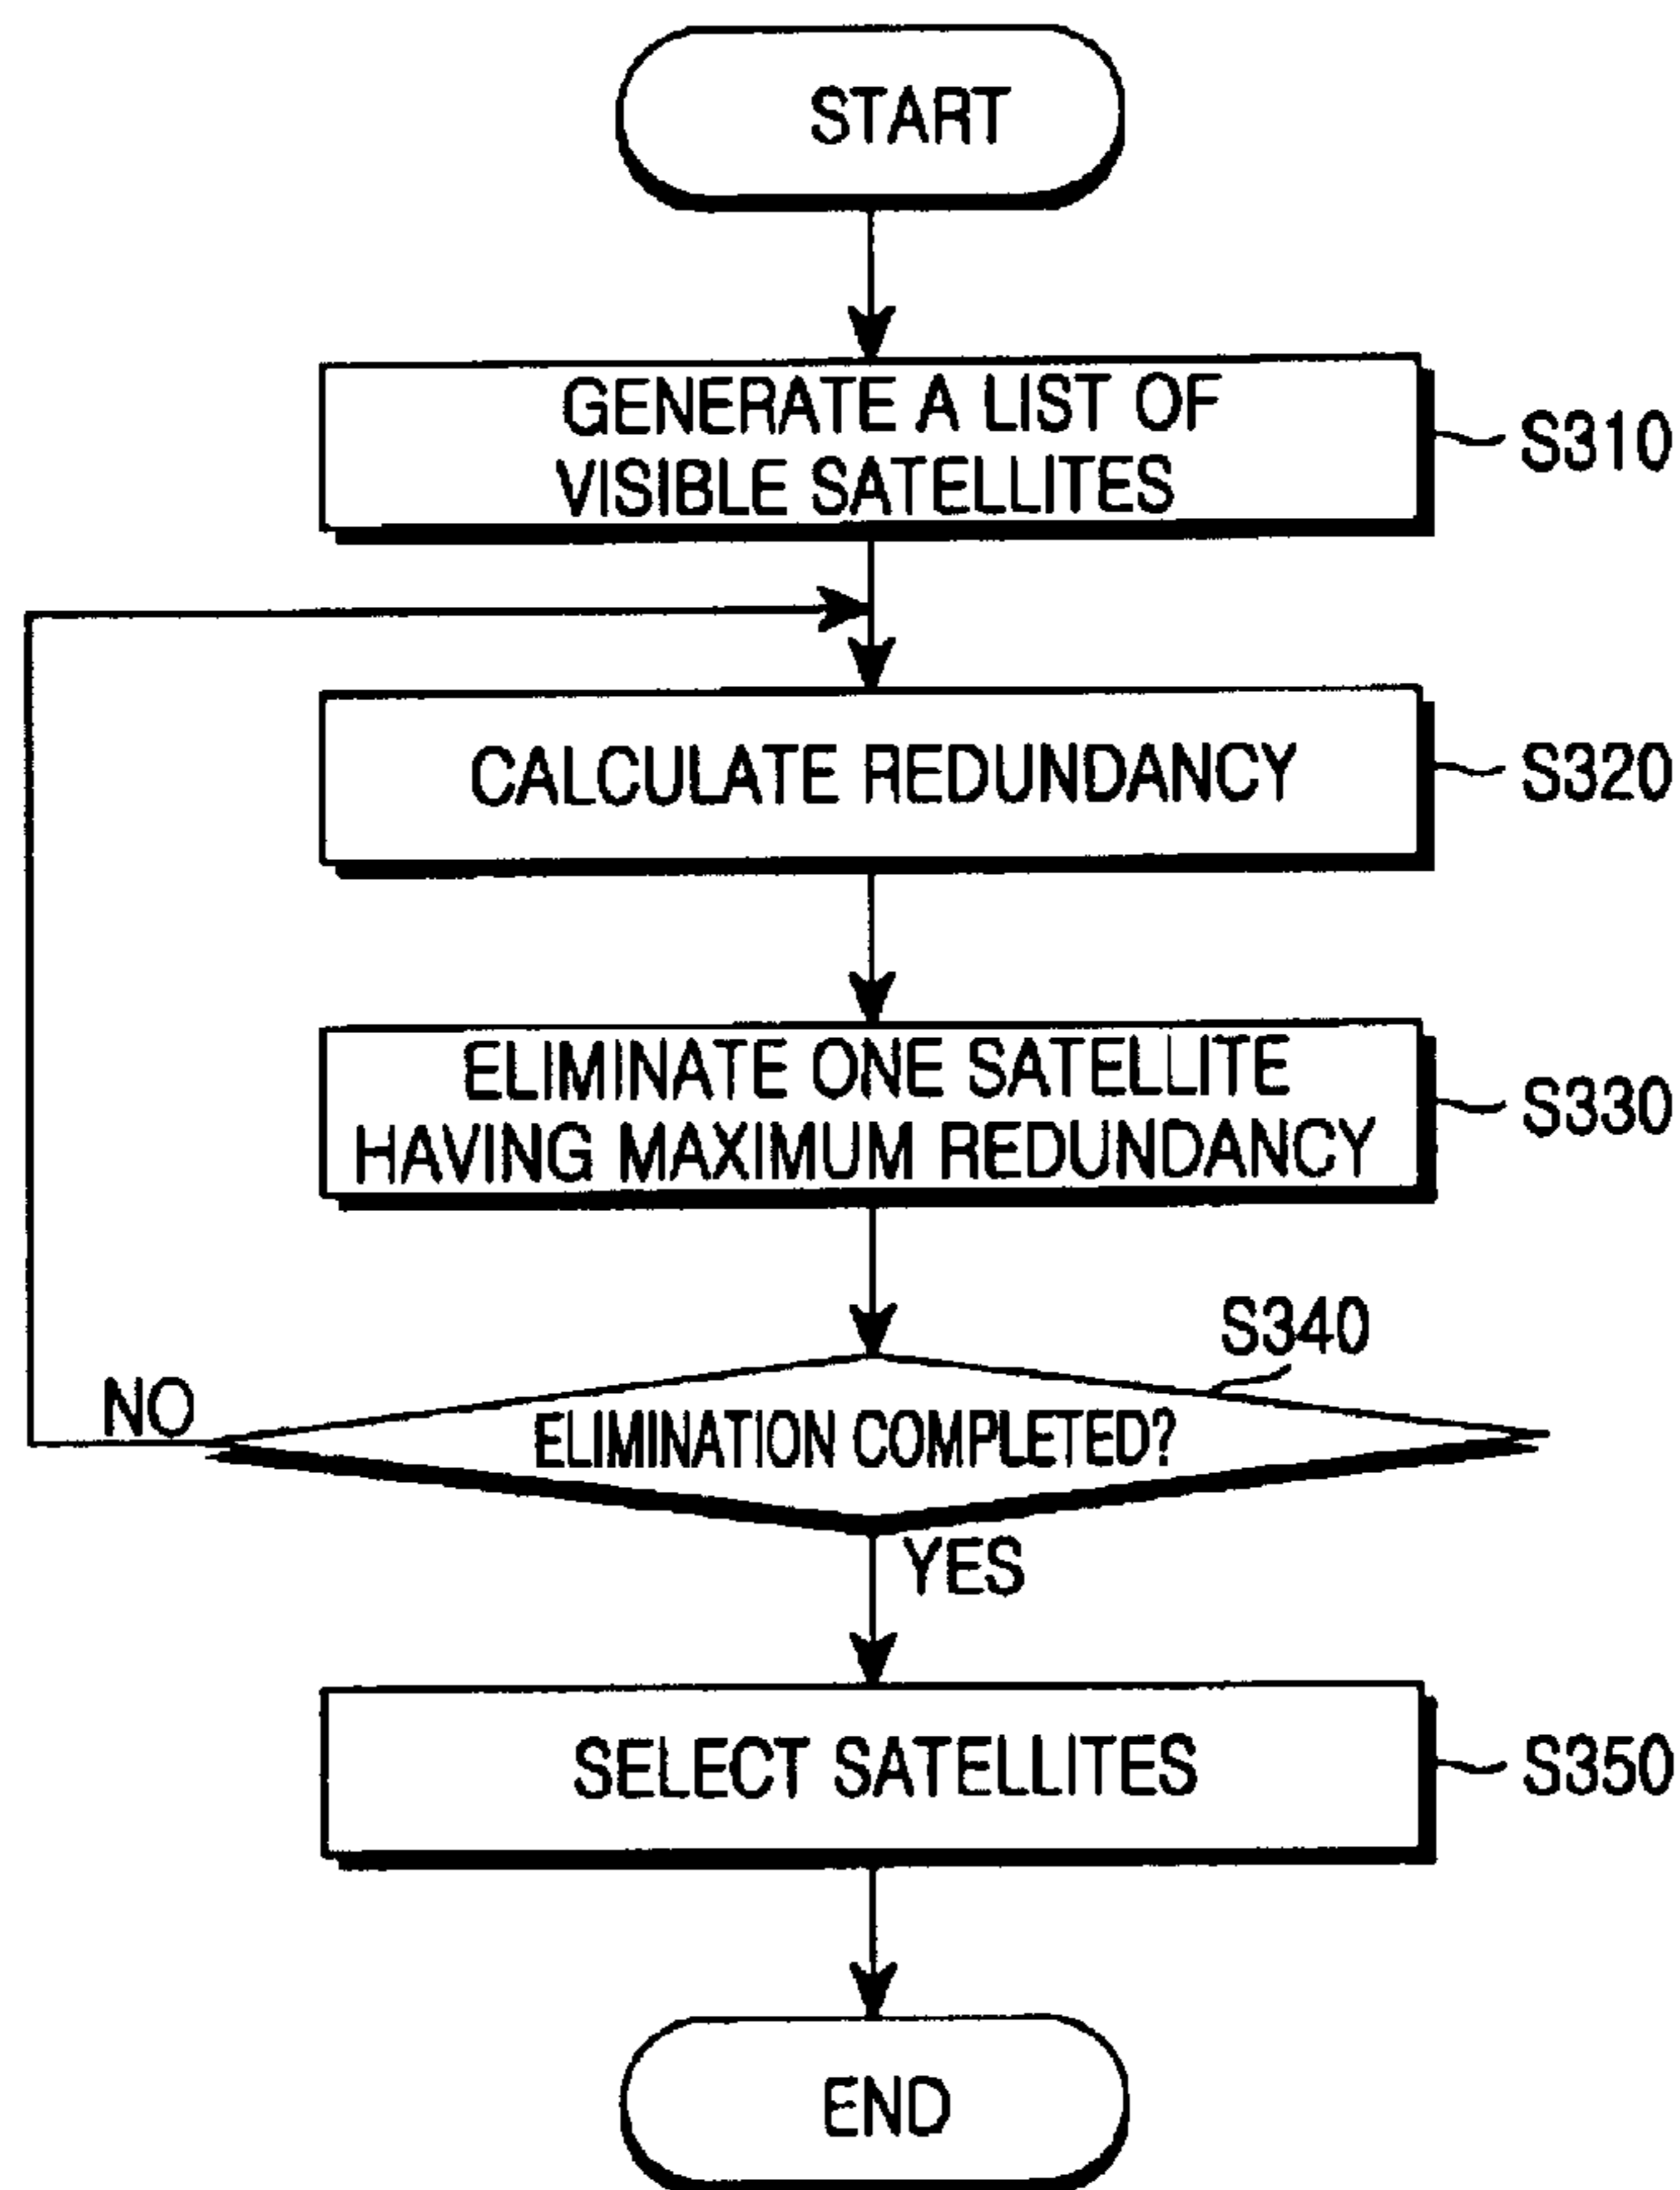 START
GENERATE A LIST OF
VISIBLE SATELLITES
S310
CALCULATE REDUNDANCY
S320
ELIMINATE ONE SATELLITE
HAVING MAXIMUM REDUNDANCY
S330
S340
NO
ELIMINATION COMPLETED?
YES
SELECT SATELLITES
S350
END